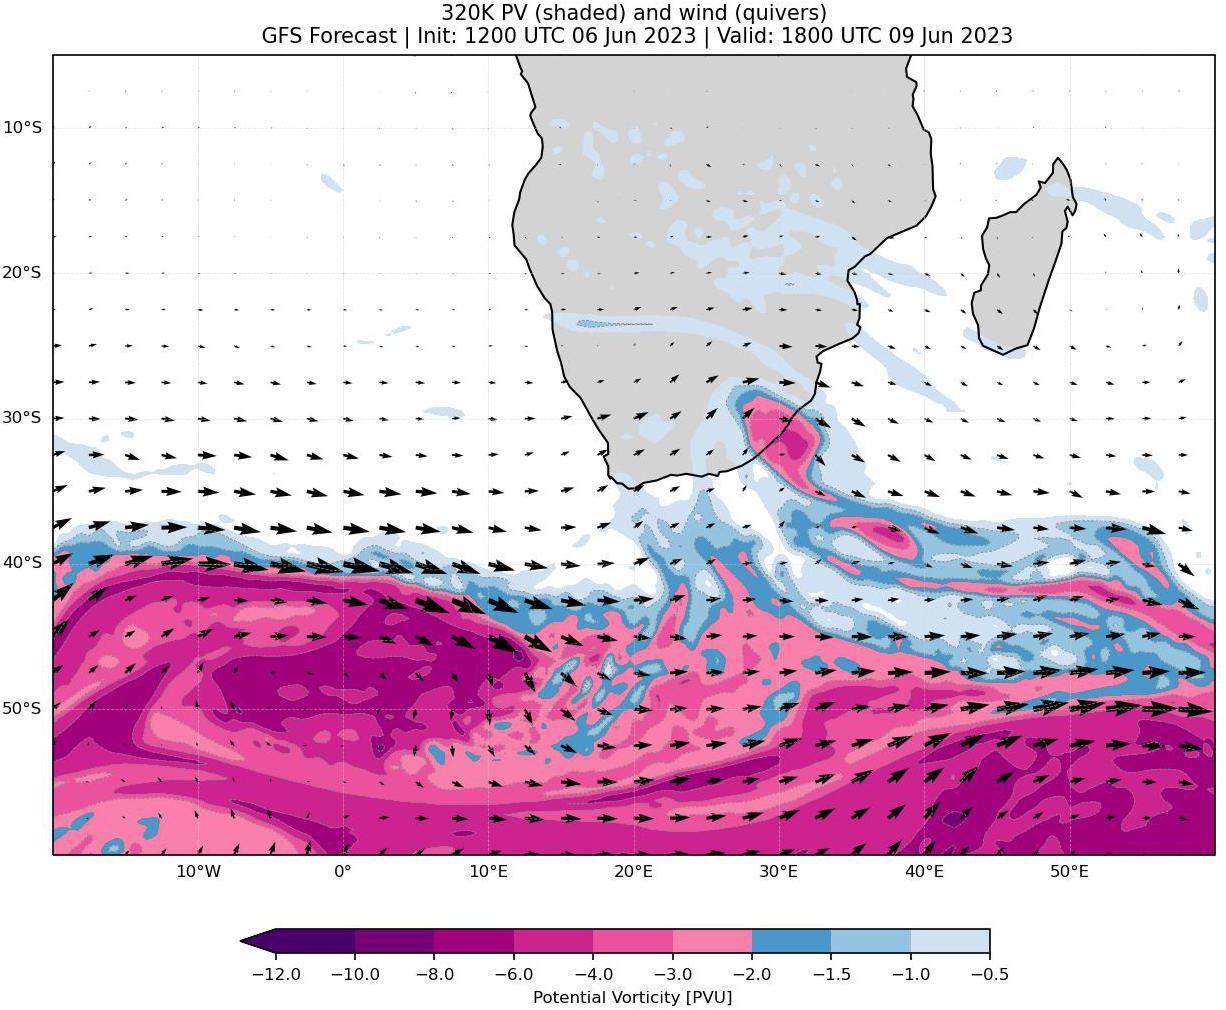 320K PV (shaded) and wind (quivers)
GFS Forecast | Init: 1200 UTC 06 Jun 2023 | Valid: 1800 UTC 09 Jun 2023
10°S
20°S
30°S
40°S
50°S
10°W 0° 10°E 20°E 30°E 40°E 50°E
−12.0 −10.0 −8.0 −6.0 −4.0 −3.0 −2.0 −1.5 −1.0 −0.5
Potential Vorticity [PVU]